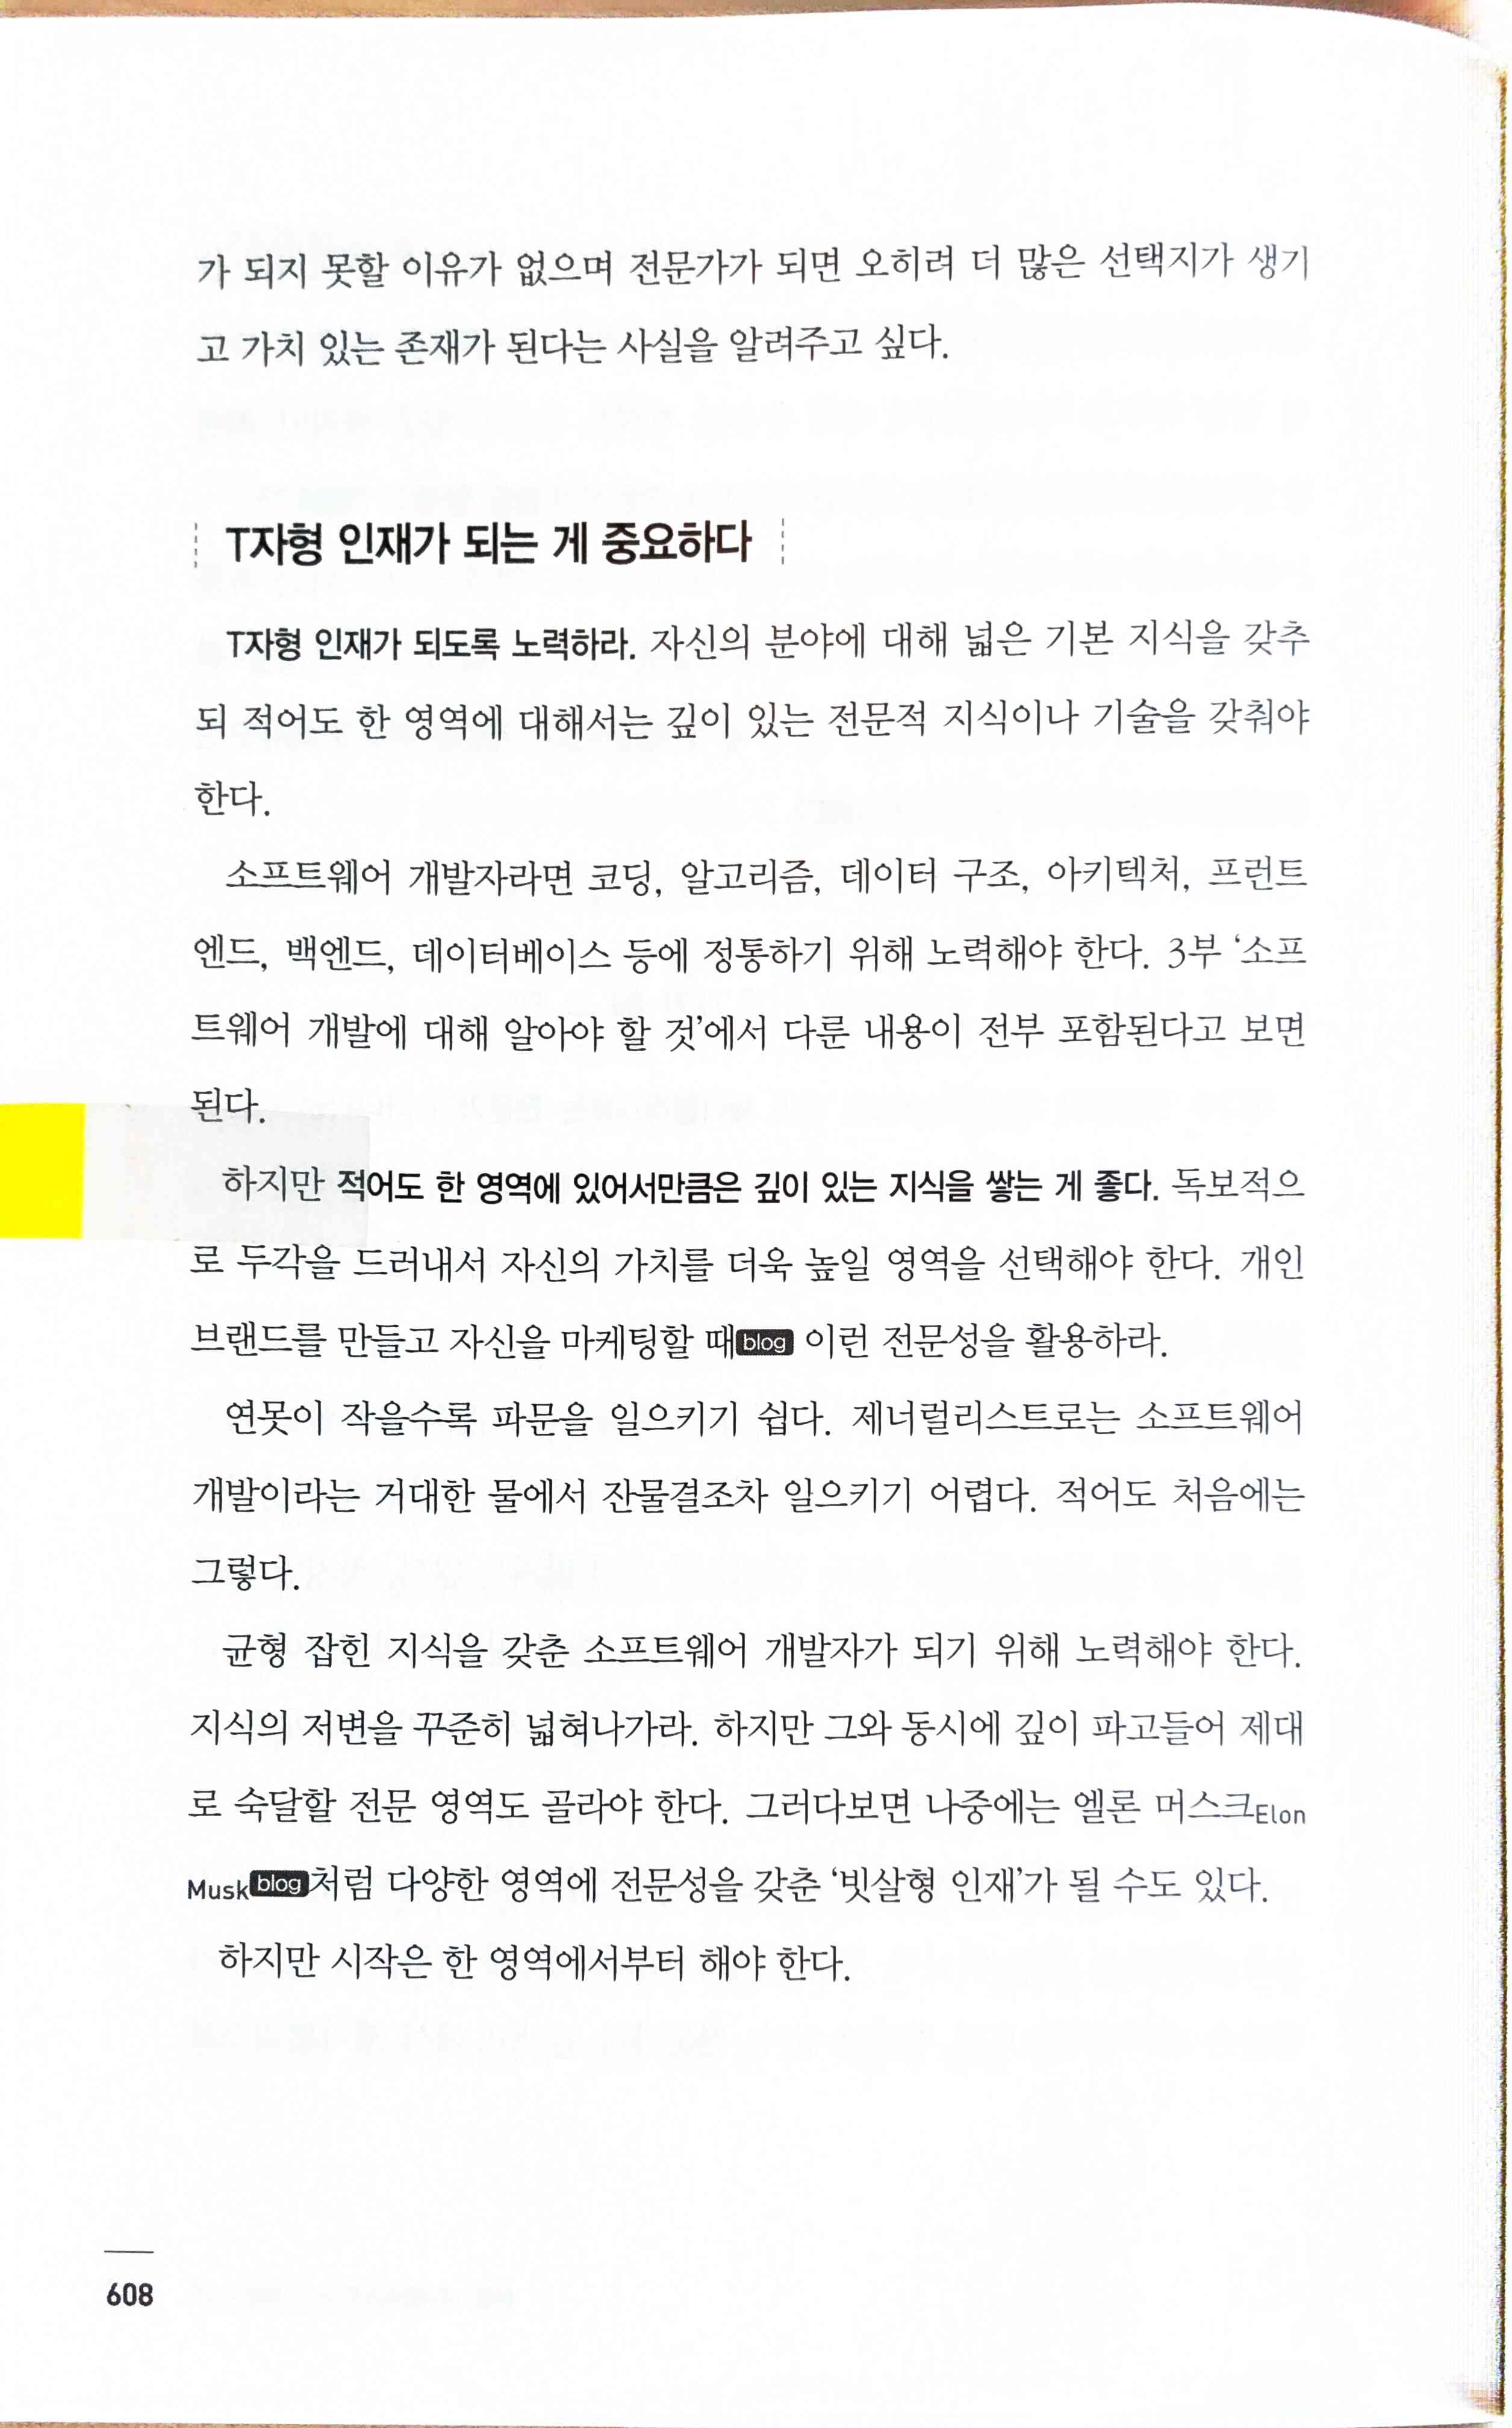 가 되지 못할 이유가 없으며 전문가가 되면 오히려 더 많은 선택지가 생기
고 가치 있는 존재가 된다는 사실을 알려주고 싶다.
T자형 인재가 되는 게 중요하다
T자형 인재가 되도록 노력하라. 자신의 분야에 대해 넓은 기본 지식을 갖추
되 적어도 한 영역에 대해서는 깊이 있는 전문적 지식이나 기술을 갖춰야
한다.
소프트웨어 개발자라면 코딩, 알고리즘, 데이터 구조, 아키텍처, 프런트
엔드, 백엔드, 데이터베이스 등에 정통하기 위해 노력해야 한다. 3부 ‘소프
트웨어 개발에 대해 알아야 할 것’에서 다룬 내용이 전부 포함된다고 보면
된다.
하지만 적어도 한 영역에 있어서만큼은 깊이 있는 지식을 쌓는 게 좋다. 독보적으
로 두각을 드러내서 자신의 가치를 더욱 높일 영역을 선택해야 한다. 개인
브랜드를 만들고 자신을 마케팅할 때blog 이런 전문성을 활용하라.
연못이 작을수록 파문을 일으키기 쉽다. 제너럴리스트로는 소프트웨어
개발이라는 거대한 물에서 잔물결조차 일으키기 어렵다. 적어도 처음에는
그렇다.
균형 잡힌 지식을 갖춘 소프트웨어 개발자가 되기 위해 노력해야 한다.
지식의 저변을 꾸준히 넓혀나가라. 하지만 그와 동시에 깊이 파고들어 제대
로 숙달할 전문 영역도 골라야 한다. 그러다보면 나중에는 엘론 머스크Elon
Muskblog처럼 다양한 영역에 전문성을 갖춘 ‘빗살형 인재’가 될 수도 있다.
하지만 시작은 한 영역에서부터 해야 한다.
608